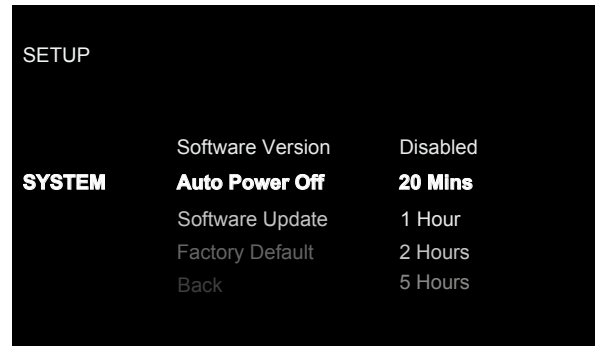 SETUP
Software Version Disabled
SYSTEM Auto Power Off 20 Mins
Software Update 1 Hour
Factory Default 2 Hours
Back 5 Hours